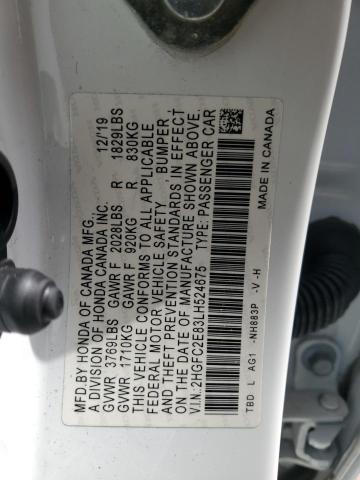 MFD BY HONDA OF CANADA MFG., 12/'19
A DIVISION OF HONDA CANADA INC.
GVWR 3769LBS GAWR F 2028LBS R 1829LBS
GVWR 1710KG GAWR F 920KG R 830KG
THIS VEHICLE CONFORMS TO ALL APPLICABLE
FEDERAL MOTOR VEHICLE SAFETY, BUMPER,
AND THEFT PREVENTION STANDARDS IN EFFECT
ON THE DATE OF MANUFACTURE SHOWN ABOVE.
V.I.N.:2HGFC2E83LH524675 TYPE: PASSENGER CAR
MADE IN CANADA
TBD L AG1 -NH883P -V -H